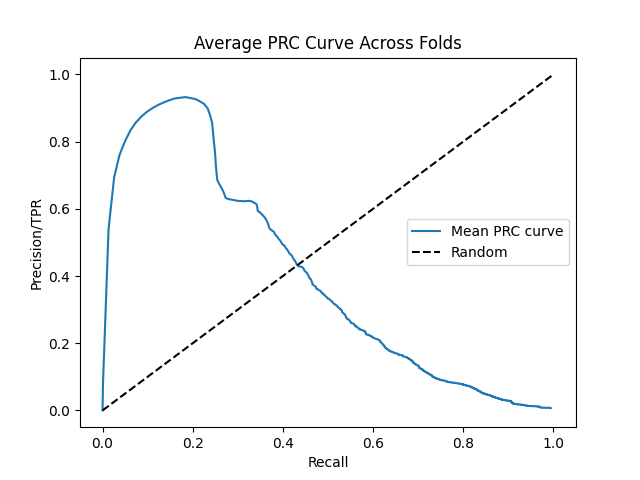 Average PRC Curve Across Folds
Precision/TPR
1.0
0.8
0.6
0.4
0.2
0.0
Mean PRC curve
Random
0.0 0.2 0.4 0.6 0.8 1.0
Recall